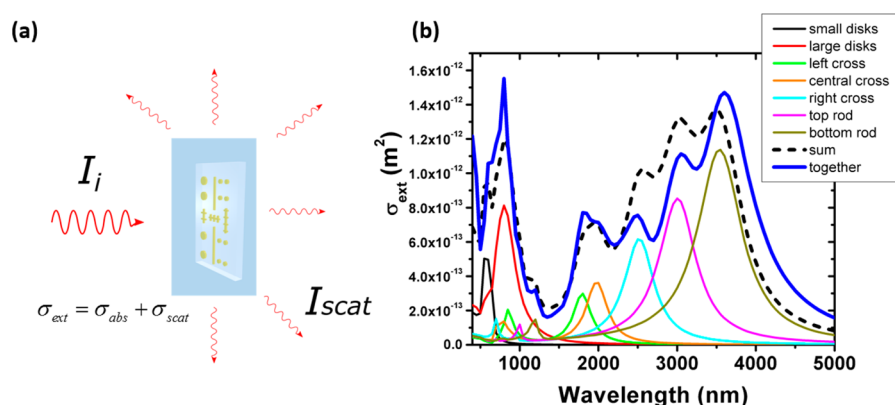 (a)
I_i
σ_ext = σ_abs + σ_scat
I_scat
(b)
small disks
large disks
left cross
central cross
right cross
top rod
bottom rod
sum
together
σ_ext (m²)
1.6x10⁻¹²
1.4x10⁻¹²
1.2x10⁻¹²
1.0x10⁻¹²
8.0x10⁻¹³
6.0x10⁻¹³
4.0x10⁻¹³
2.0x10⁻¹³
0.0
1000 2000 3000 4000 5000
Wavelength (nm)